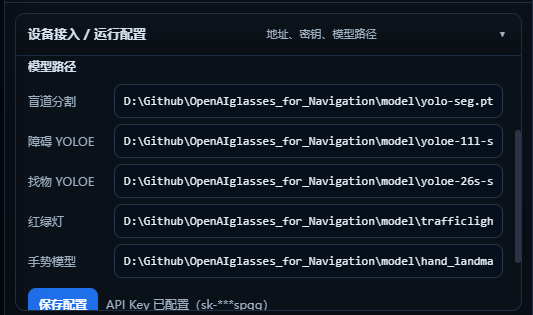 设备接入 / 运行配置 地址、密钥、模型路径 ▼
模型路径
盲道分割 D:\Github\OpenAIglasses_for_Navigation\model\yolo-seg.pt
障碍 YOLOE D:\Github\OpenAIglasses_for_Navigation\model\yoloe-11l-s
找物 YOLOE D:\Github\OpenAIglasses_for_Navigation\model\yoloe-26s-s
红绿灯 D:\Github\OpenAIglasses_for_Navigation\model\trafficligh
手势模型 D:\Github\OpenAIglasses_for_Navigation\model\hand_landma
保存配置 API Key 已配置（sk-***spqq）